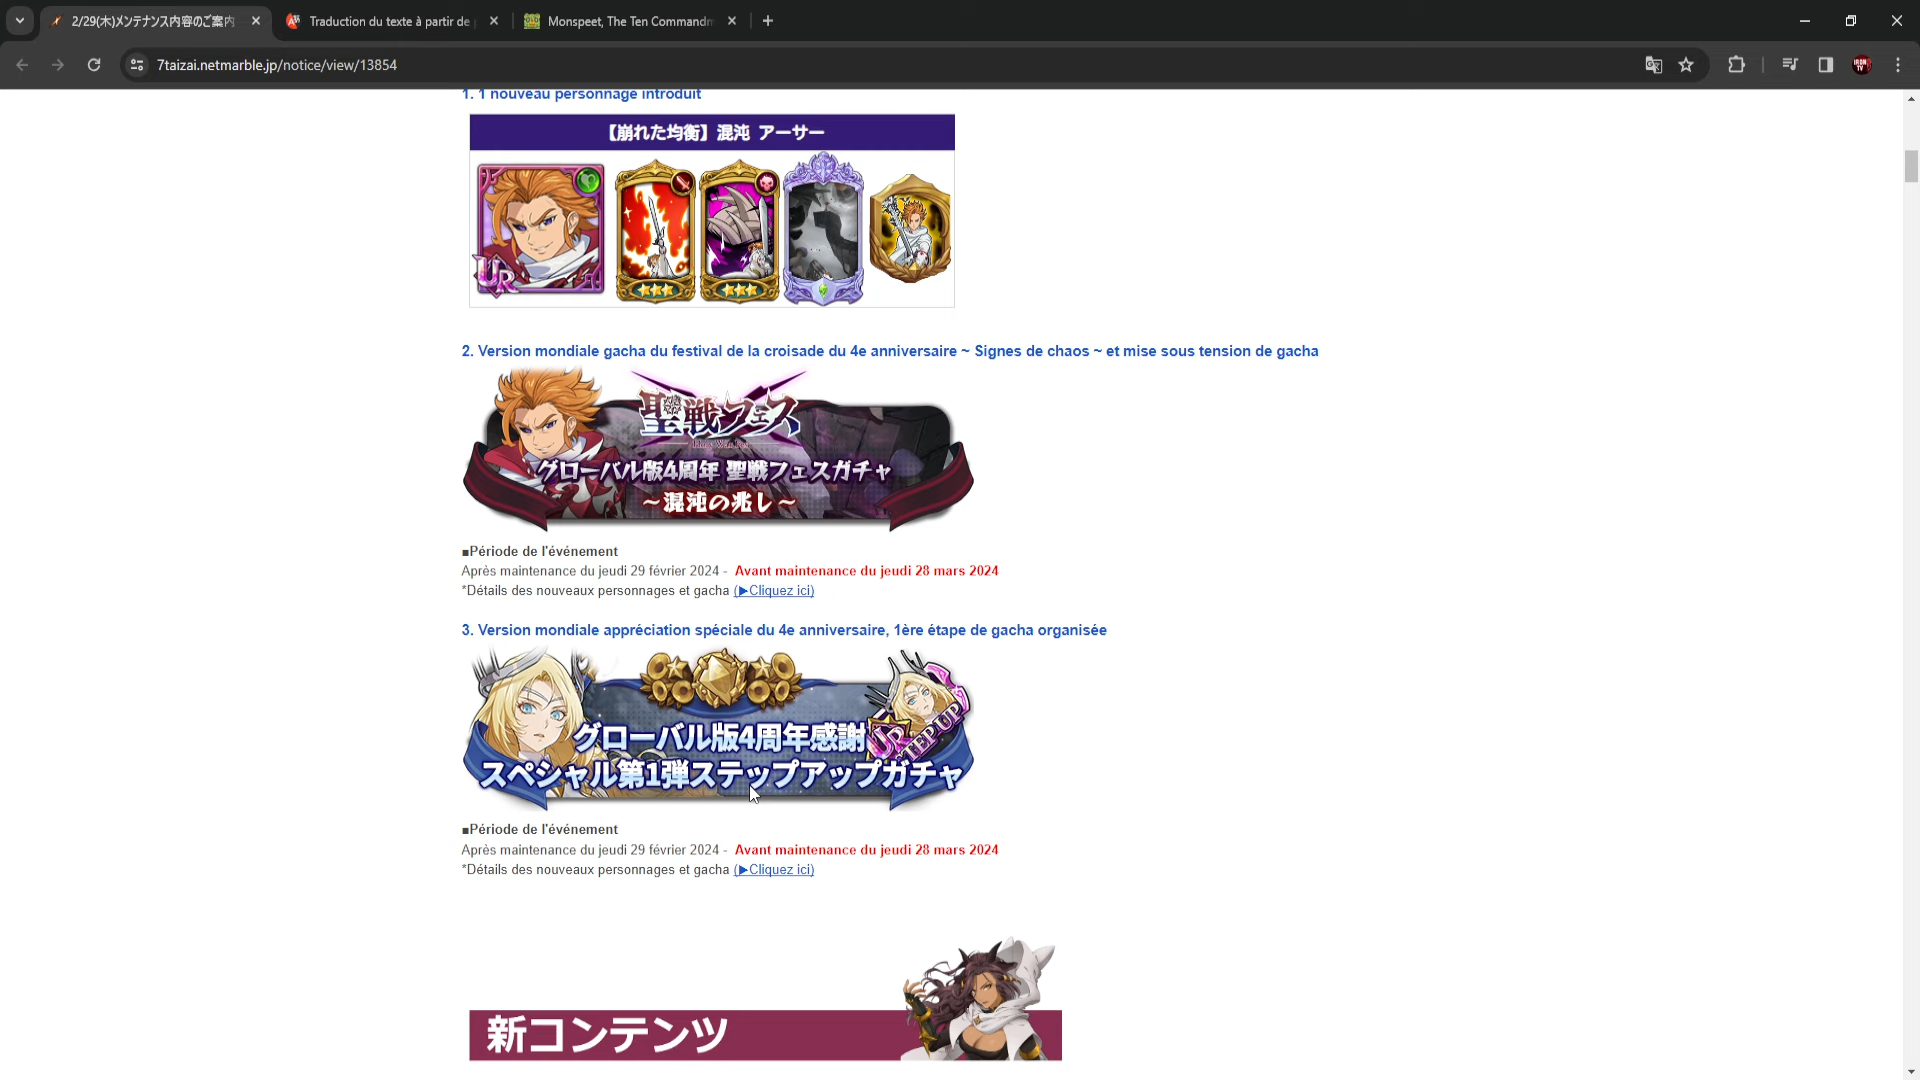 2/29(木)メンテナンス内容のご案内
Traduction du texte à partir de
Monspeet, The Ten Commandm
7taizai.netmarble.jp/notice/view/13854
1. 1 nouveau personnage introduit
【崩れた均衡】混沌 アーサー
UR
2. Version mondiale gacha du festival de la croisade du 4e anniversaire ~ Signes de chaos ~ et mise sous tension de gacha
聖戦フェス
グローバル版4周年 聖戦フェスガチャ
～混沌の兆し～
■Période de l'événement
Après maintenance du jeudi 29 février 2024 - Avant maintenance du jeudi 28 mars 2024
*Détails des nouveaux personnages et gacha (▶Cliquez ici)
3. Version mondiale appréciation spéciale du 4e anniversaire, 1ère étape de gacha organisée
グローバル版4周年感謝
スペシャル第1弾ステップアップガチャ
■Période de l'événement
Après maintenance du jeudi 29 février 2024 - Avant maintenance du jeudi 28 mars 2024
*Détails des nouveaux personnages et gacha (▶Cliquez ici)
新コンテンツ